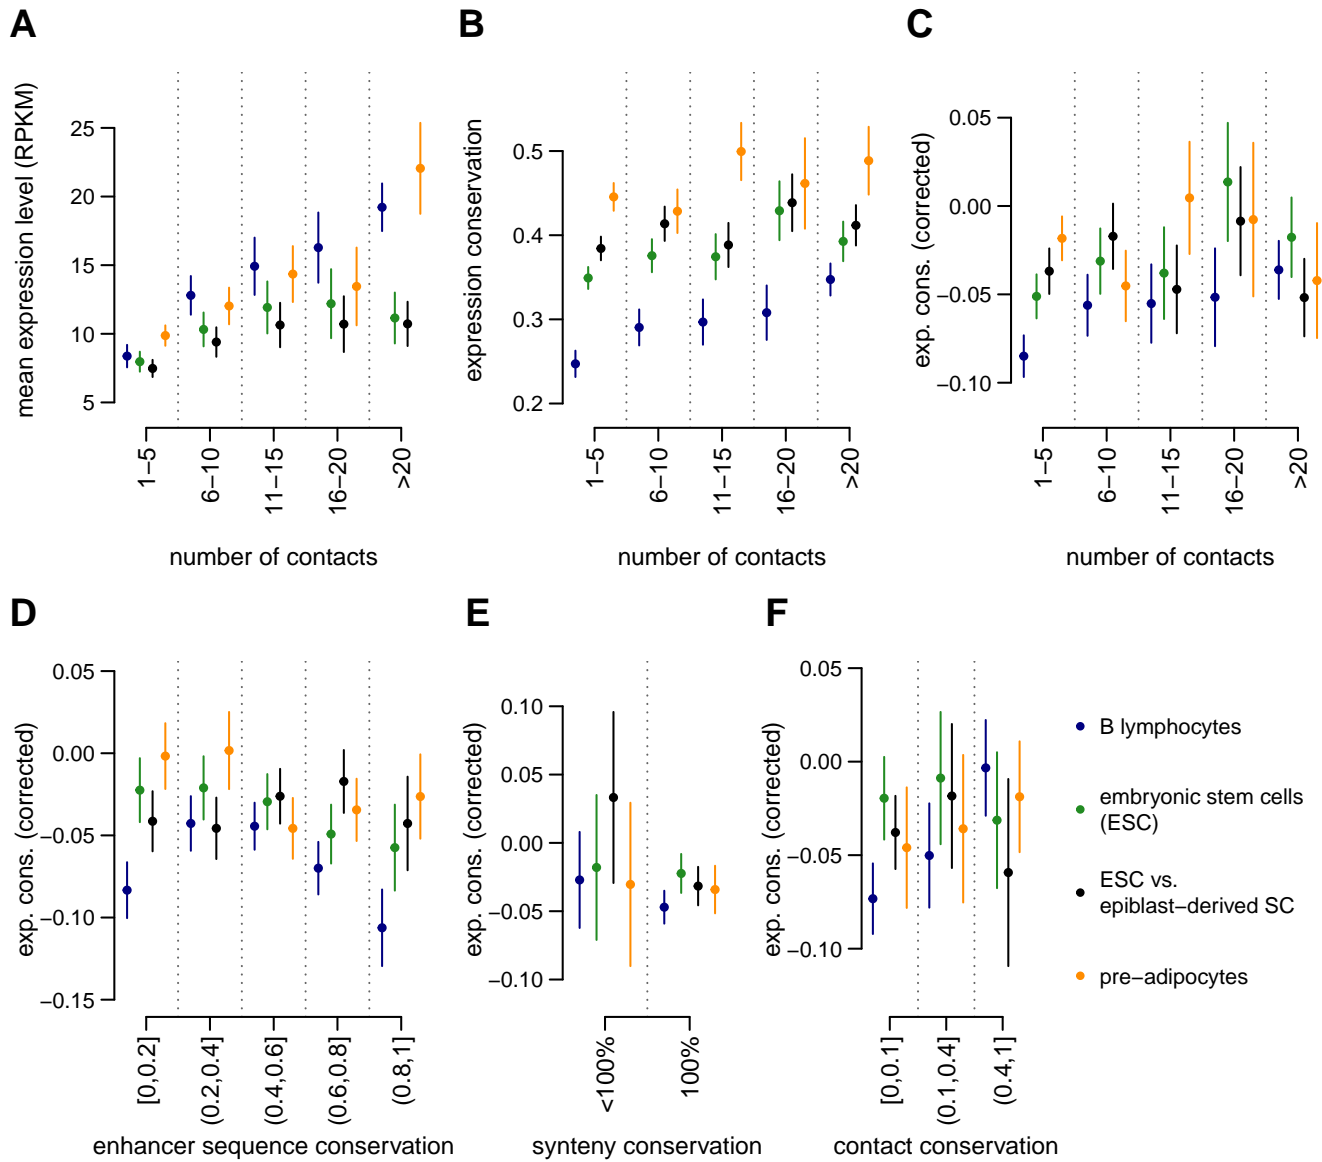 A
B
C
mean expression level (RPKM)
25
20
15
10
5
1−5
6−10
11−15
16−20
>20
number of contacts
expression conservation
0.5
0.4
0.3
0.2
1−5
6−10
11−15
16−20
>20
number of contacts
exp. cons. (corrected)
0.05
0.00
−0.05
−0.10
1−5
6−10
11−15
16−20
>20
number of contacts
D
E
F
exp. cons. (corrected)
0.05
0.00
−0.05
−0.10
−0.15
[0,0.2]
(0.2,0.4]
(0.4,0.6]
(0.6,0.8]
(0.8,1]
enhancer sequence conservation
exp. cons. (corrected)
0.10
0.05
0.00
−0.05
−0.10
<100%
100%
synteny conservation
exp. cons. (corrected)
0.05
0.00
−0.05
−0.10
[0,0.1]
(0.1,0.4]
(0.4,1]
contact conservation
B lymphocytes
embryonic stem cells
(ESC)
ESC vs.
epiblast−derived SC
pre−adipocytes